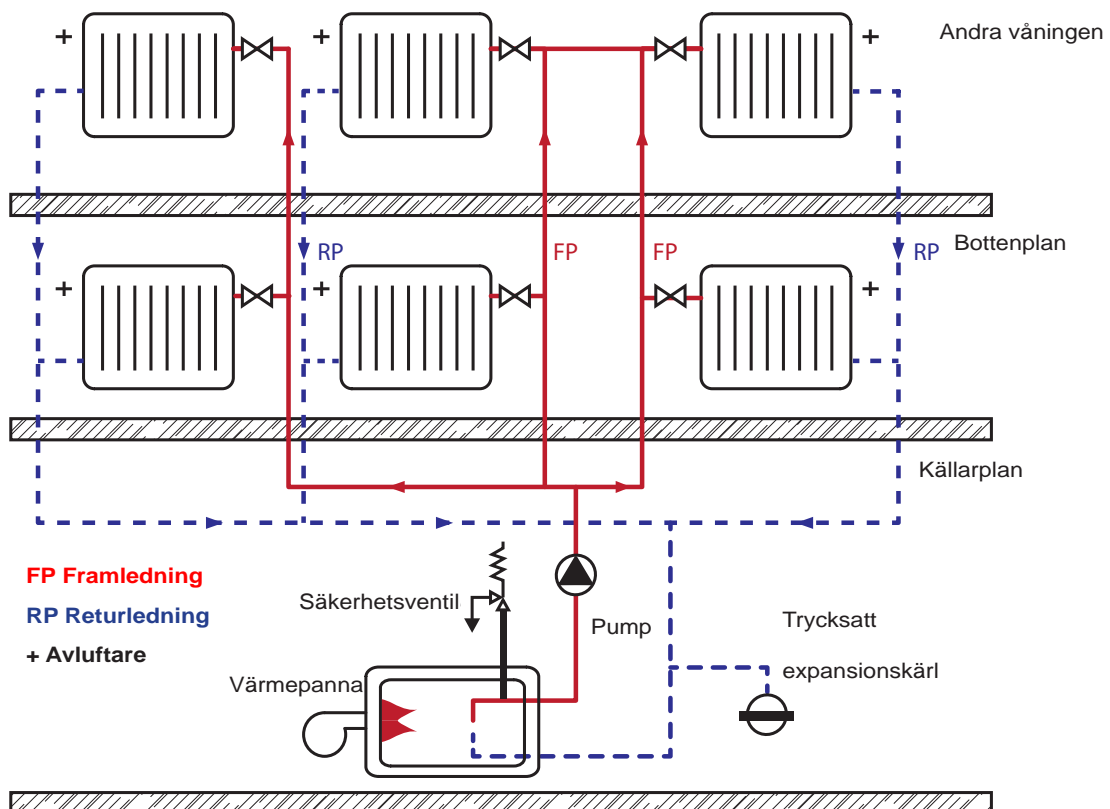 +
+
+
Andra våningen
RP
FP
FP
Bottenplan
RP
+
+
+
Källarplan
FP Framledning
RP Returledning
+ Avluftare
Säkerhetsventil
Pump
Trycksatt
expansionskärl
Värmepanna